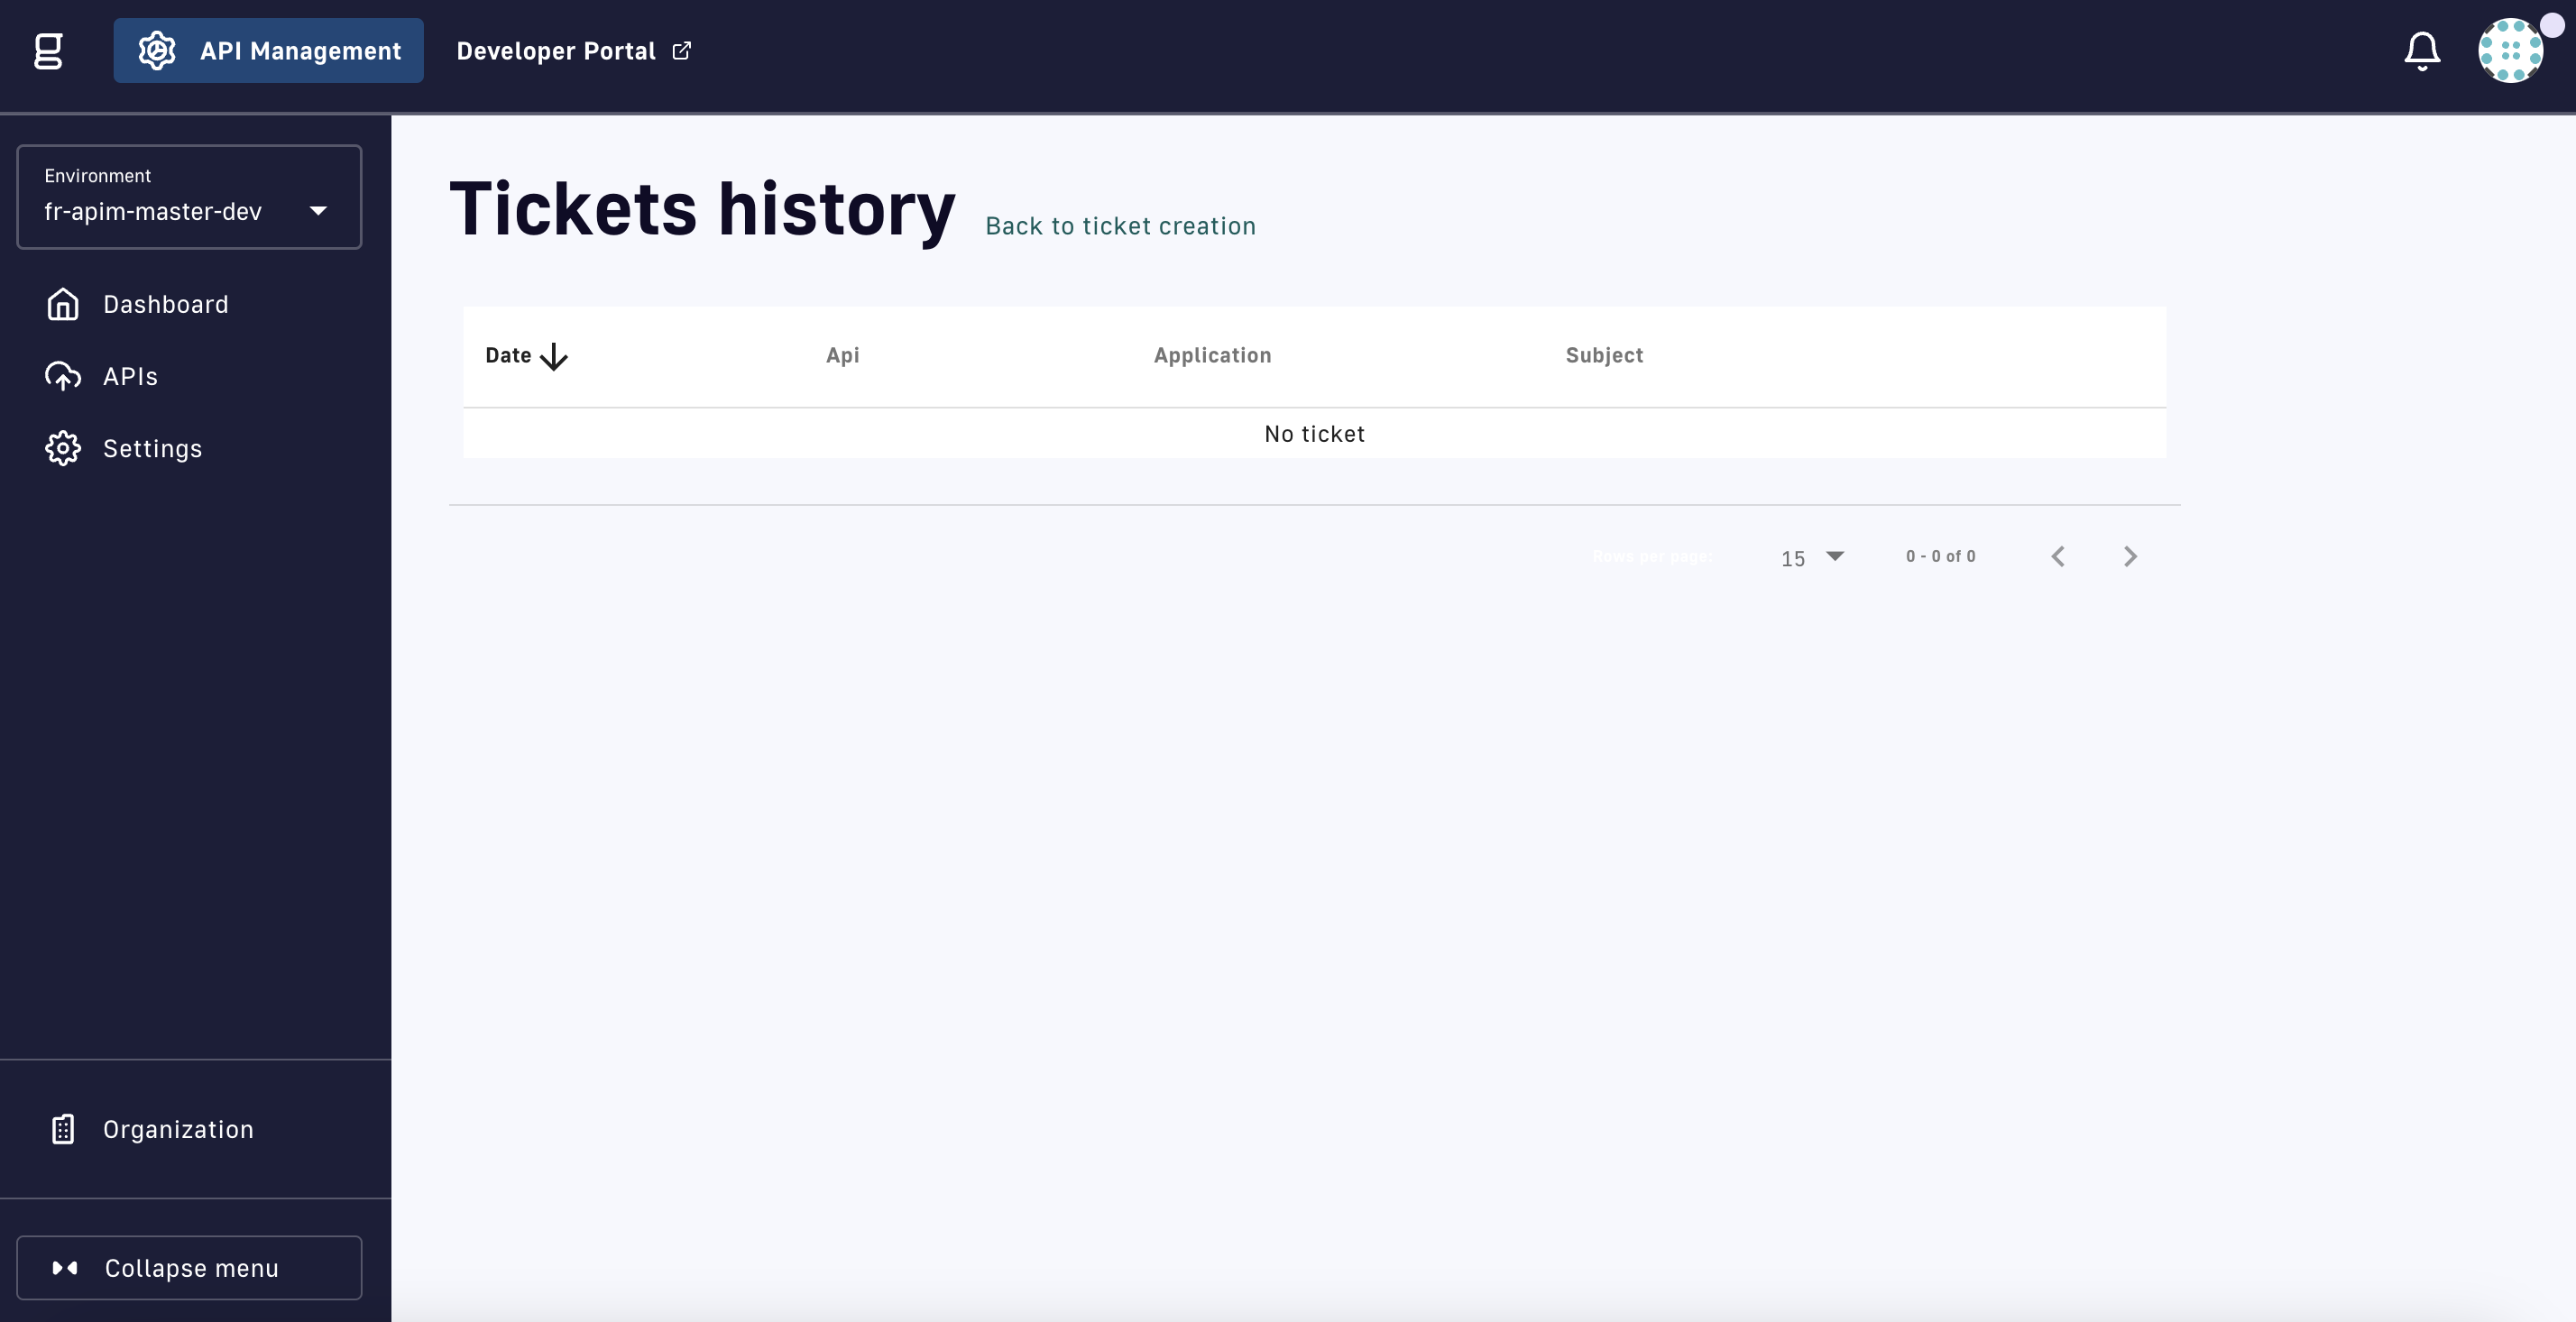 g
API Management
Developer Portal
Environment
fr-apim-master-dev
Dashboard
APIs
Settings
Organization
Collapse menu
Tickets history
Back to ticket creation
Date
Api
Application
Subject
No ticket
Rows per page:
15
0 - 0 of 0